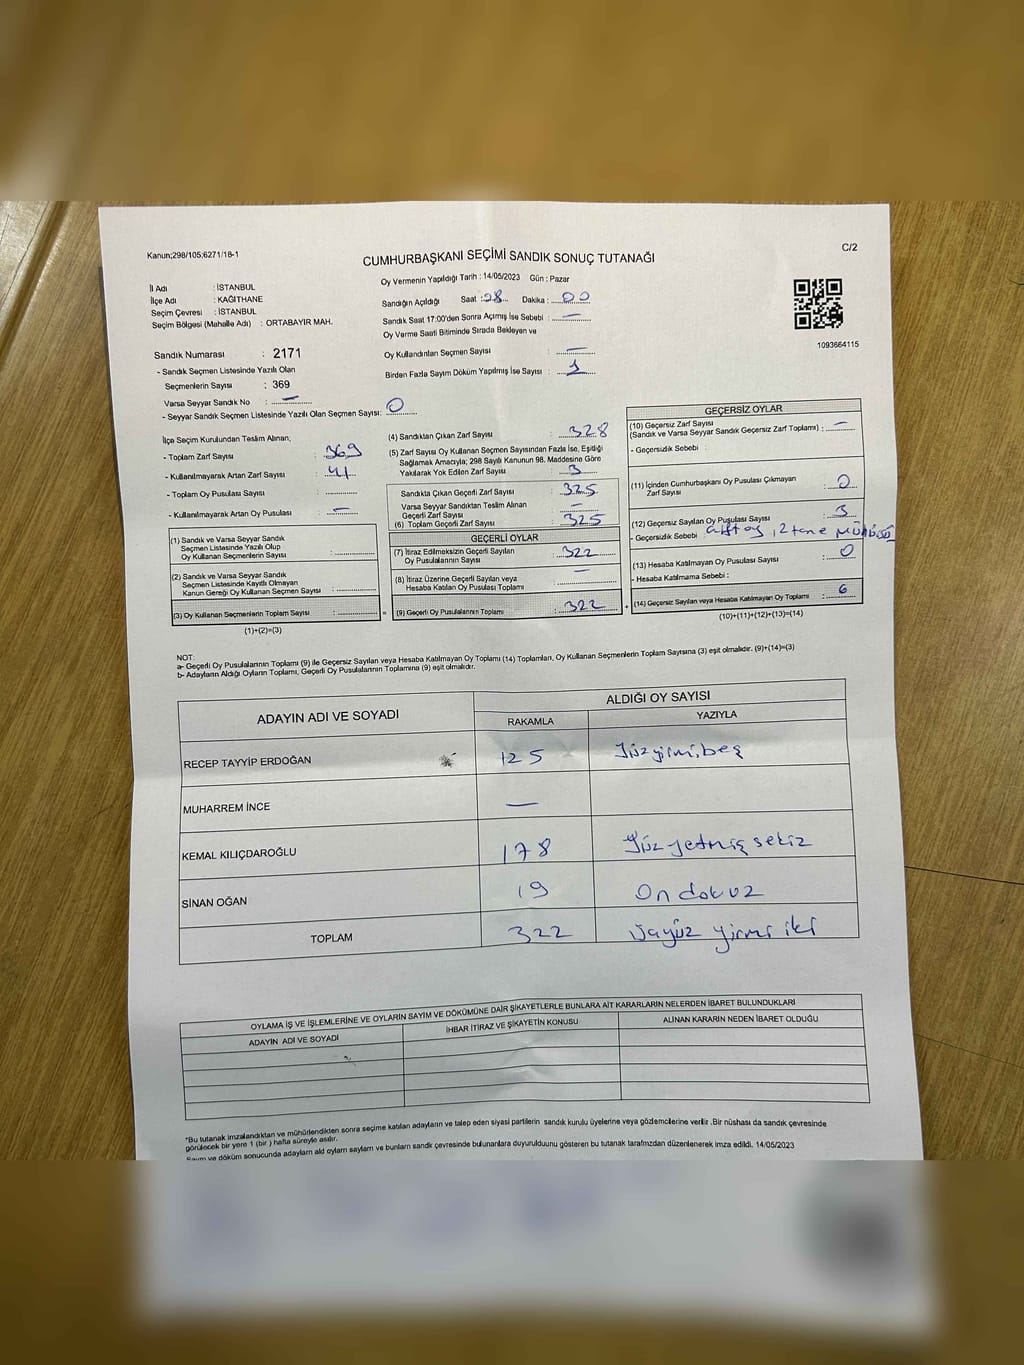 Kanun;298/105;6271/18-1
C/2
CUMHURBAŞKANI SEÇİMİ SANDIK SONUÇ TUTANAĞI
İl Adı : İSTANBUL
İlçe Adı : KAĞITHANE
Seçim Çevresi : İSTANBUL
Seçim Bölgesi (Mahalle Adı) : ORTABAYIR MAH.
Sandık Numarası : 2171
- Sandık Seçmen Listesinde Yazılı Olan
Seçmenlerin Sayısı : 369
Varsa Seyyar Sandık No : —
- Seyyar Sandık Seçmen Listesinde Yazılı Olan Seçmen Sayısı: 0
Oy Vermenin Yapıldığı Tarih : 14/05/2023 Gün : Pazar
Sandığın Açıldığı Saat : 08 Dakika : 00
Sandık Saat 17:00'den Sonra Açımış İse Sebebi : —
Oy Verme Saati Bitiminde Sırada Bekleyen ve
Oy Kullandırılan Seçmen Sayısı : —
Birden Fazla Sayım Döküm Yapılmış İse Sayısı : 1
1093664115
İlçe Seçim Kurulundan Teslim Alınan;
- Toplam Zarf Sayısı : 369
- Kullanılmayarak Artan Zarf Sayısı : 41
- Toplam Oy Pusulası Sayısı :
- Kullanılmayarak Artan Oy Pusulası : —
(1) Sandık ve Varsa Seyyar Sandık
Seçmen Listesinde Yazılı Olup
Oy Kullanan Seçmenlerin Sayısı :
(2) Sandık ve Varsa Seyyar Sandık
Seçmen Listesinde Kayıtlı Olmayan
Kanun Gereği Oy Kullanan Seçmen Sayısı :
(3) Oy Kullanan Seçmenlerin Toplam Sayısı : =
(1)+(2)=(3)
(4) Sandıktan Çıkan Zarf Sayısı : 328
(5) Zarf Sayısı Oy Kullanan Seçmen Sayısından Fazla İse, Eşitliği
Sağlamak Amacıyla; 298 Sayılı Kanunun 98. Maddesine Göre
Yakılarak Yok Edilen Zarf Sayısı : 3
Sandıkta Çıkan Geçerli Zarf Sayısı : 325
Varsa Seyyar Sandıktan Teslim Alınan
Geçerli Zarf Sayısı : —
(6) Toplam Geçerli Zarf Sayısı : 325
GEÇERLİ OYLAR
(7) İtiraz Edilmeksizin Geçerli Sayılan
Oy Pusulalarının Sayısı : 322
(8) İtiraz Üzerine Geçerli Sayılan veya
Hesaba Katılan Oy Pusulası Toplamı : —
(9) Geçerli Oy Pusulalarının Toplamı : 322 +
GEÇERSİZ OYLAR
(10) Geçersiz Zarf Sayısı
(Sandık ve Varsa Seyyar Sandık Geçersiz Zarf Toplamı) : —
- Geçersizlik Sebebi :
(11) İçinden Cumhurbaşkanı Oy Pusulası Çıkmayan
Zarf Sayısı : 0
(12) Geçersiz Sayılan Oy Pusulası Sayısı : 3
- Geçersizlik Sebebi : çift oy, 2 tane
(13) Hesaba Katılmayan Oy Pusulası Sayısı : 0
- Hesaba Katılmama Sebebi :
(14) Geçersiz Sayılan veya Hesaba Katılmayan Oy Toplamı : 6
(10)+(11)+(12)+(13)=(14)
NOT:
a- Geçerli Oy Pusulalarının Toplamı (9) ile Geçersiz Sayılan veya Hesaba Katılmayan Oy Toplamı (14) Toplamları, Oy Kullanan Seçmenlerin Toplam Sayısına (3) eşit olmalıdır. (9)+(14)=(3)
b- Adayların Aldığı Oyların Toplamı, Geçerli Oy Pusulalarının Toplamına (9) eşit olmalıdır.
ADAYIN ADI VE SOYADI
ALDIĞI OY SAYISI
RAKAMLA YAZIYLA
RECEP TAYYİP ERDOĞAN 125 Yüzyirmibeş
MUHARREM İNCE —
KEMAL KILIÇDAROĞLU 178 Yüzyetmiş sekiz
SİNAN OĞAN 19 On dokuz
TOPLAM 322 üçyüz yirmi iki
OYLAMA İŞ VE İŞLEMLERİNE VE OYLARIN SAYIM VE DÖKÜMÜNE DAİR ŞİKAYETLERLE BUNLARA AİT KARARLARIN NELERDEN İBARET BULUNDUKLARI
ADAYIN ADI VE SOYADI İHBAR İTİRAZ VE ŞİKAYETİN KONUSU ALINAN KARARIN NEDEN İBARET OLDUĞU
*Bu tutanak imzalandıktan ve mühürlendikten sonra seçime katılan adayların ve talep eden siyasi partilerin sandık kurulu üyelerine veya gözlemcilerine verilir .Bir nüshası da sandık çevresinde
görülecek bir yere 1 (bir ) hafta süreyle asılır.
Sayım ve döküm sonucunda adayların ald oyların sayların ve bunların sandık çevresinde bulunanlara duyurulduunu gösteren bu tutanak tarafımızdan düzenlenerek imza edildi. 14/05/2023